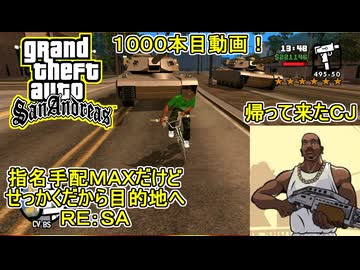 1000本目動画！
grand
theft
auto
San Andreas
13:48
$221146
495-50
帰って来たCJ
指名手配MAXだけど
せっかくだから目的地へ
RE：SA
CV BS